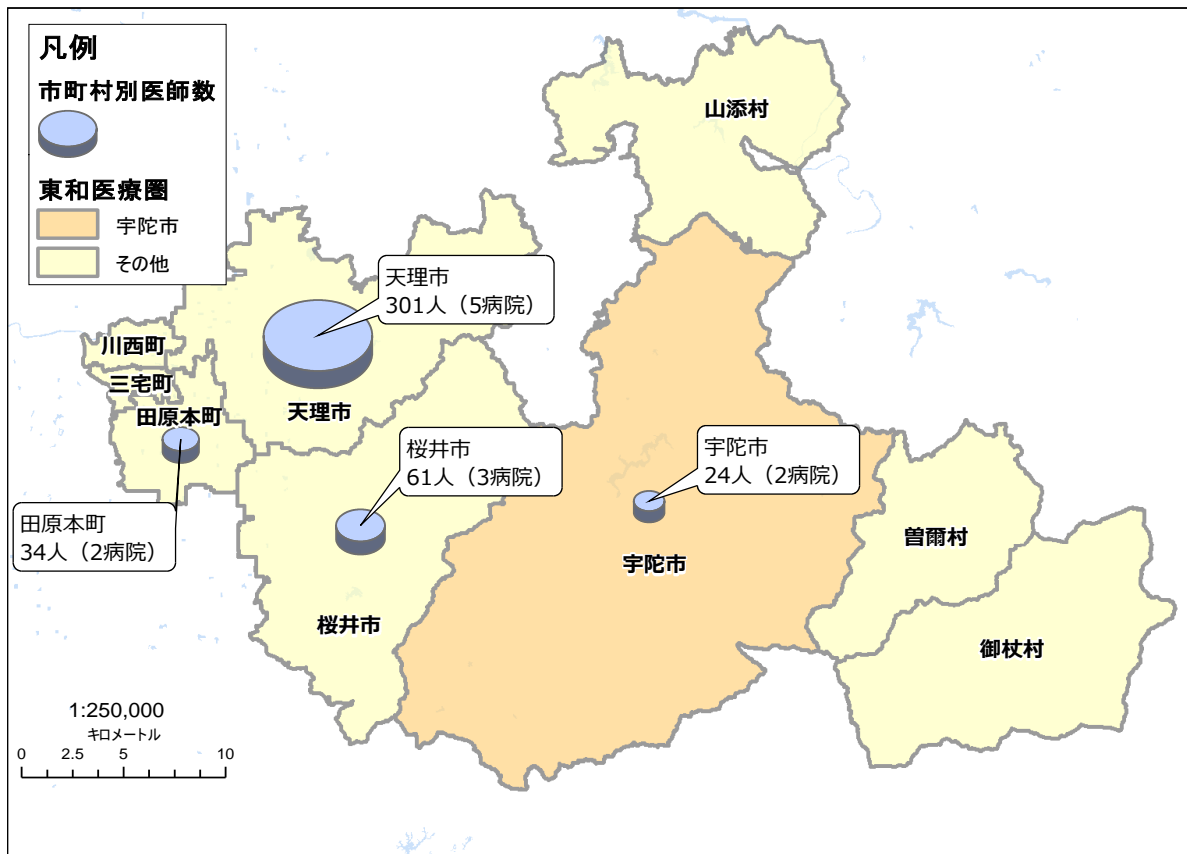 凡例
市町村別医師数
東和医療圏
宇陀市
その他
山添村
天理市
301人（5病院）
川西町
三宅町
田原本町
天理市
桜井市
61人（3病院）
宇陀市
24人（2病院）
田原本町
34人（2病院）
曽爾村
宇陀市
桜井市
御杖村
1:250,000
キロメートル
0 2.5 5 10